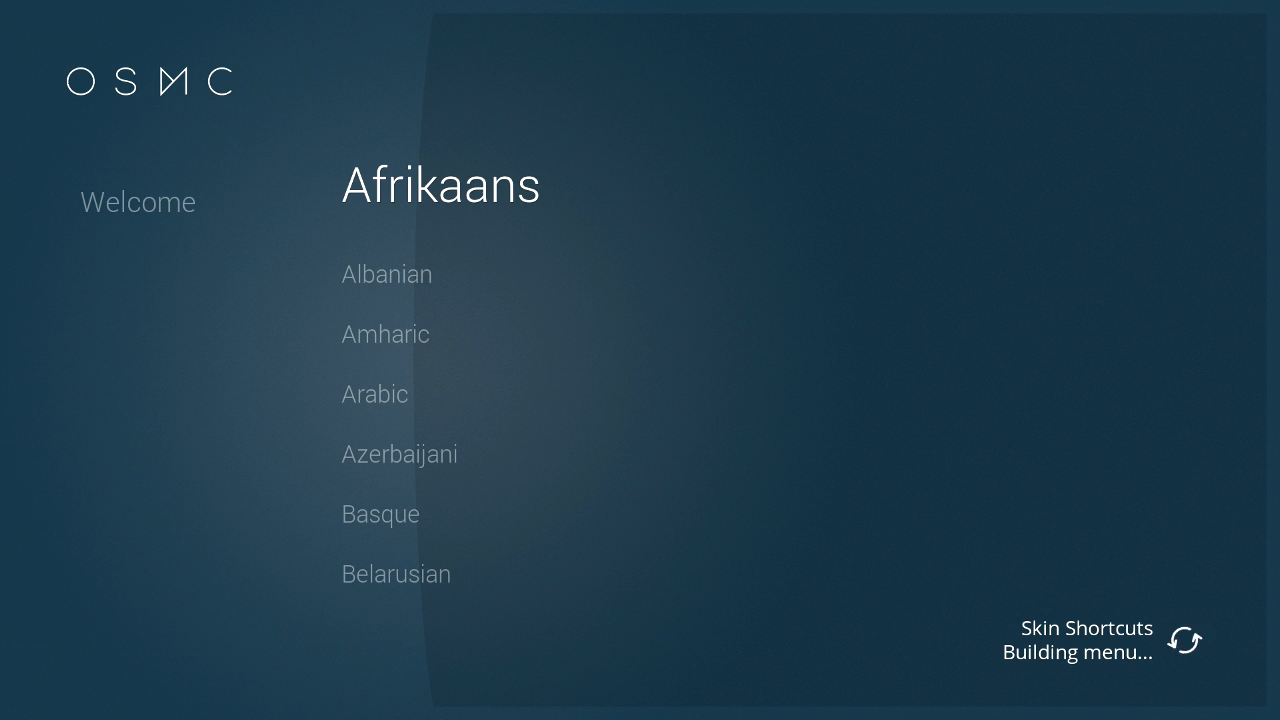 OSMC
Welcome
Afrikaans
Albanian
Amharic
Arabic
Azerbaijani
Basque
Belarusian
Skin Shortcuts
Building menu...